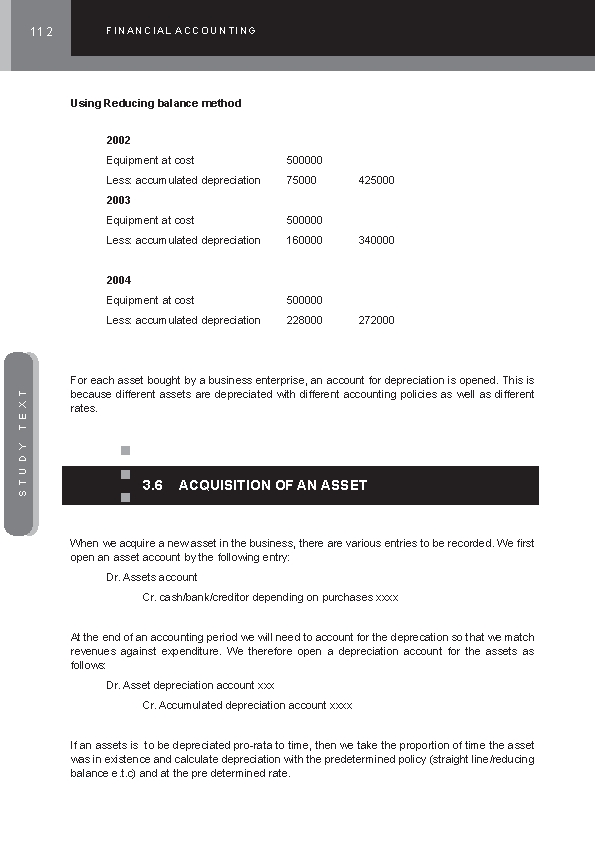 112
FINANCIAL ACCOUNTING
Using Reducing balance method
2002
Equipment at cost 500000
Less: accumulated depreciation 75000 425000
2003
Equipment at cost 500000
Less: accumulated depreciation 160000 340000
2004
Equipment at cost 500000
Less: accumulated depreciation 228000 272000
For each asset bought by a business enterprise, an account for depreciation is opened. This is
because different assets are depreciated with different accounting policies as well as different
rates.
STUDY TEXT
3.6 ACQUISITION OF AN ASSET
When we acquire a new asset in the business, there are various entries to be recorded. We first
open an asset account by the following entry:
Dr. Assets account
Cr. cash/bank/creditor depending on purchases xxxx
At the end of an accounting period we will need to account for the deprecation so that we match
revenues against expenditure. We therefore open a depreciation account for the assets as
follows:
Dr. Asset depreciation account xxx
Cr. Accumulated depreciation account xxxx
If an assets is to be depreciated pro-rata to time, then we take the proportion of time the asset
was in existence and calculate depreciation with the predetermined policy (straight line/reducing
balance e.t.c) and at the pre determined rate.